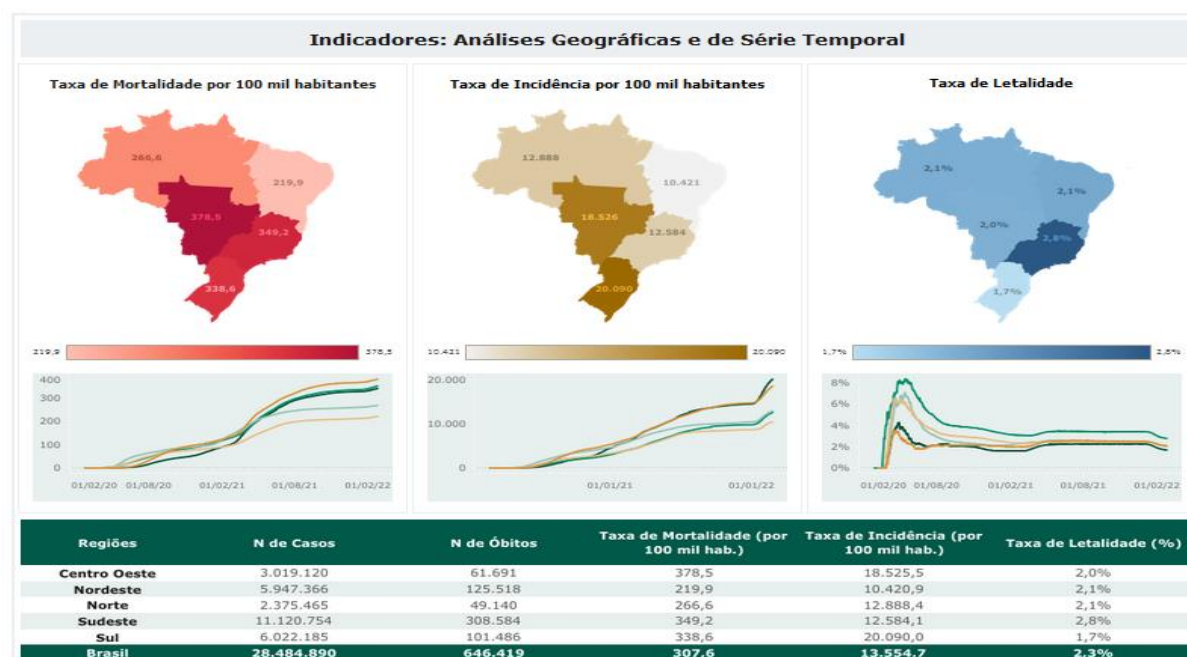 Indicadores: Análises Geográficas e de Série Temporal
Taxa de Mortalidade por 100 mil habitantes
266,6
219,9
378,5
349,2
338,6
219,9 378,5
400
300
200
100
0
01/02/20 01/08/20 01/02/21 01/08/21 01/02/22
Taxa de Incidência por 100 mil habitantes
12.888
10.421
18.526
12.584
20.090
10.421 20.090
20.000
10.000
0
01/01/21 01/01/22
Taxa de Letalidade
2,1%
2,1%
2,0%
2,8%
1,7%
1,7% 2,8%
8%
6%
4%
2%
0%
01/02/20 01/08/20 01/02/21 01/08/21 01/02/22
Regiões N de Casos N de Óbitos Taxa de Mortalidade (por 100 mil hab.) Taxa de Incidência (por 100 mil hab.) Taxa de Letalidade (%)
Centro Oeste 3.019.120 61.691 378,5 18.525,5 2,0%
Nordeste 5.947.366 125.518 219,9 10.420,9 2,1%
Norte 2.375.465 49.140 266,6 12.888,4 2,1%
Sudeste 11.120.754 308.584 349,2 12.584,1 2,8%
Sul 6.022.185 101.486 338,6 20.090,0 1,7%
Brasil 28.484.890 646.419 307,6 13.554,7 2,3%